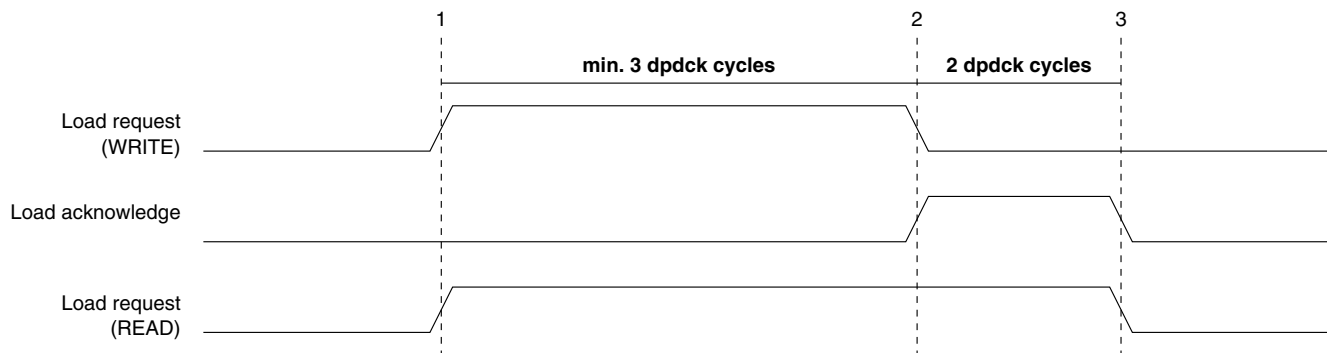 1 2 3
min. 3 dpdck cycles 2 dpdck cycles
Load request
(WRITE)
Load acknowledge
Load request
(READ)